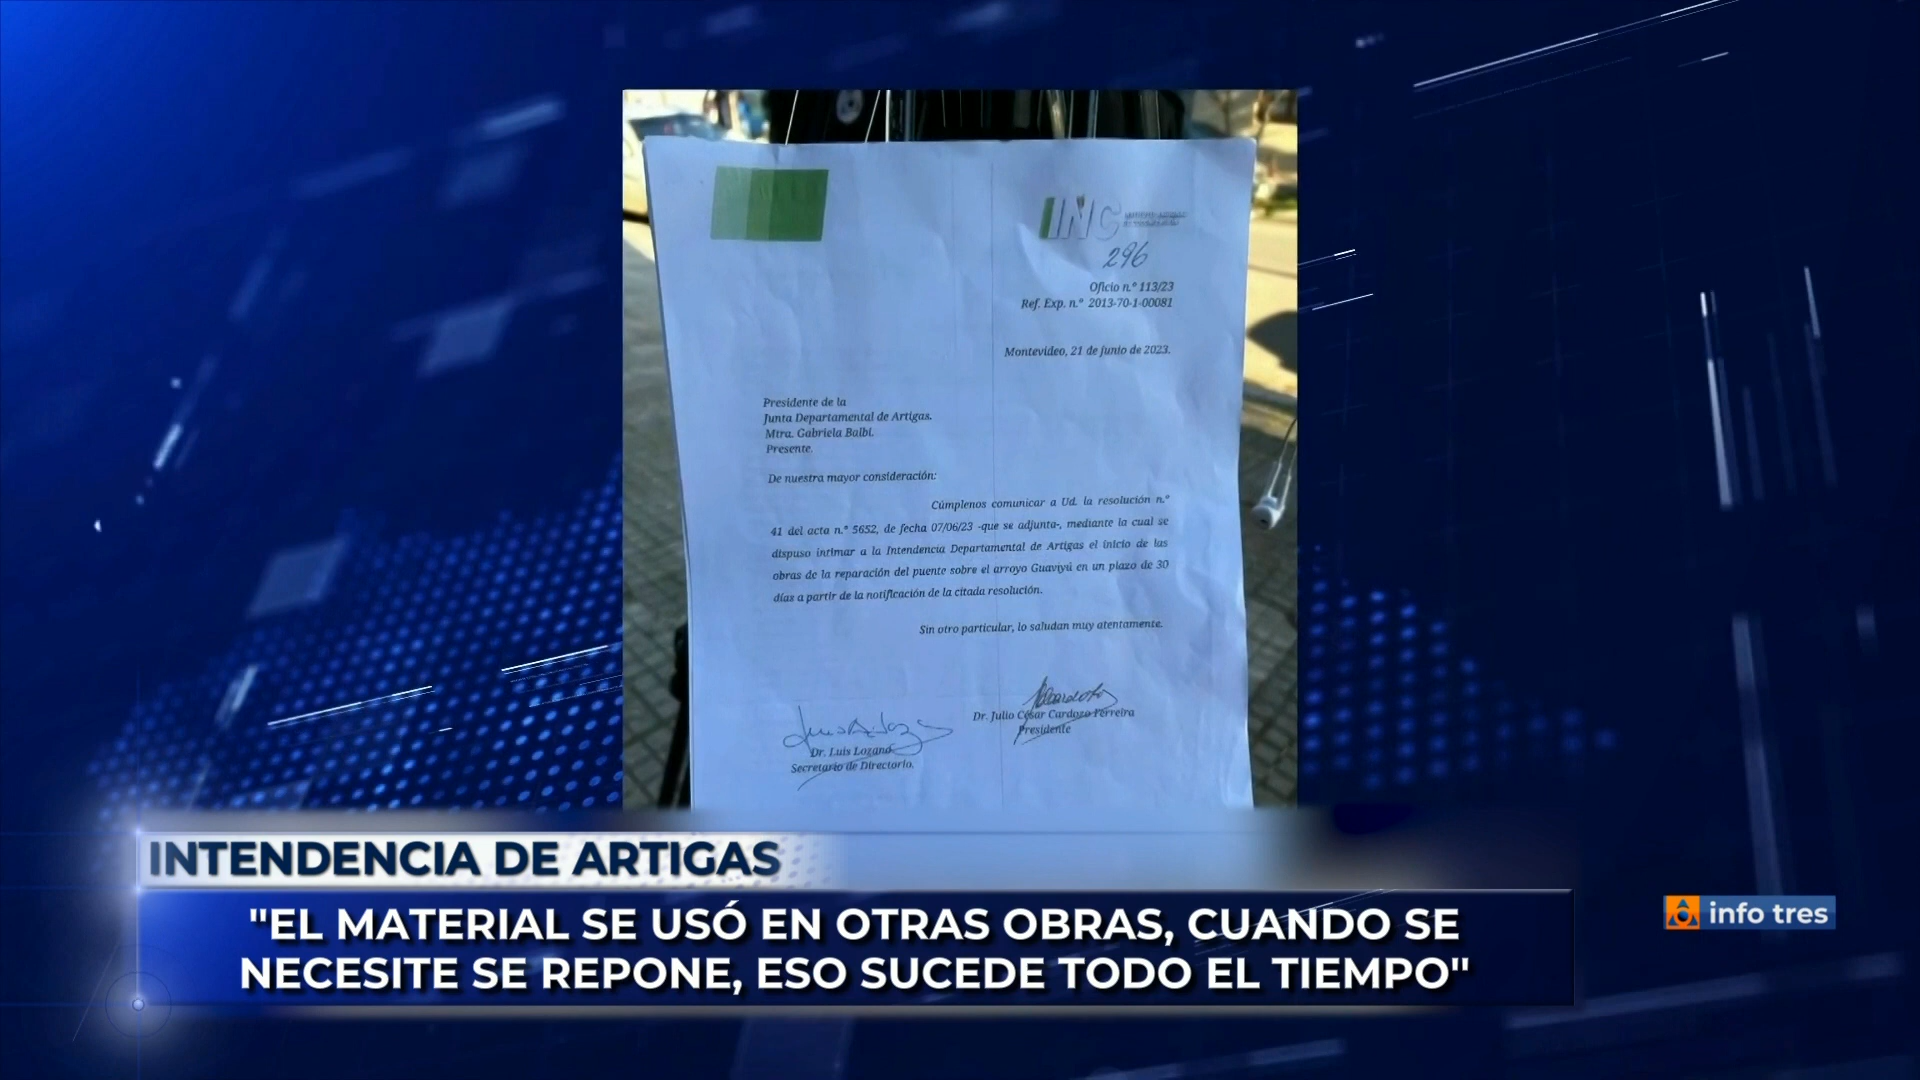 INC
296
Oficio n.º 113/23
Ref. Exp. n.º 2013-70-1-00081
Montevideo, 21 de junio de 2023.
Presidente de la
Junta Departamental de Artigas.
Mtra. Gabriela Balbi.
Presente.
De nuestra mayor consideración:
Cúmplenos comunicar a Ud. la resolución n.º
41 del acta n.º 5652, de fecha 07/06/23 -que se adjunta-, mediante la cual se
dispuso intimar a la Intendencia Departamental de Artigas el inicio de las
obras de la reparación del puente sobre el arroyo Guaviyú en un plazo de 30
días a partir de la notificación de la citada resolución.
Sin otro particular, lo saludan muy atentamente.
Dr. Julio César Cardozo Ferreira
Presidente
Dr. Luis Lozano
Secretario de Directorio.
INTENDENCIA DE ARTIGAS
"EL MATERIAL SE USÓ EN OTRAS OBRAS, CUANDO SE
NECESITE SE REPONE, ESO SUCEDE TODO EL TIEMPO"
info tres